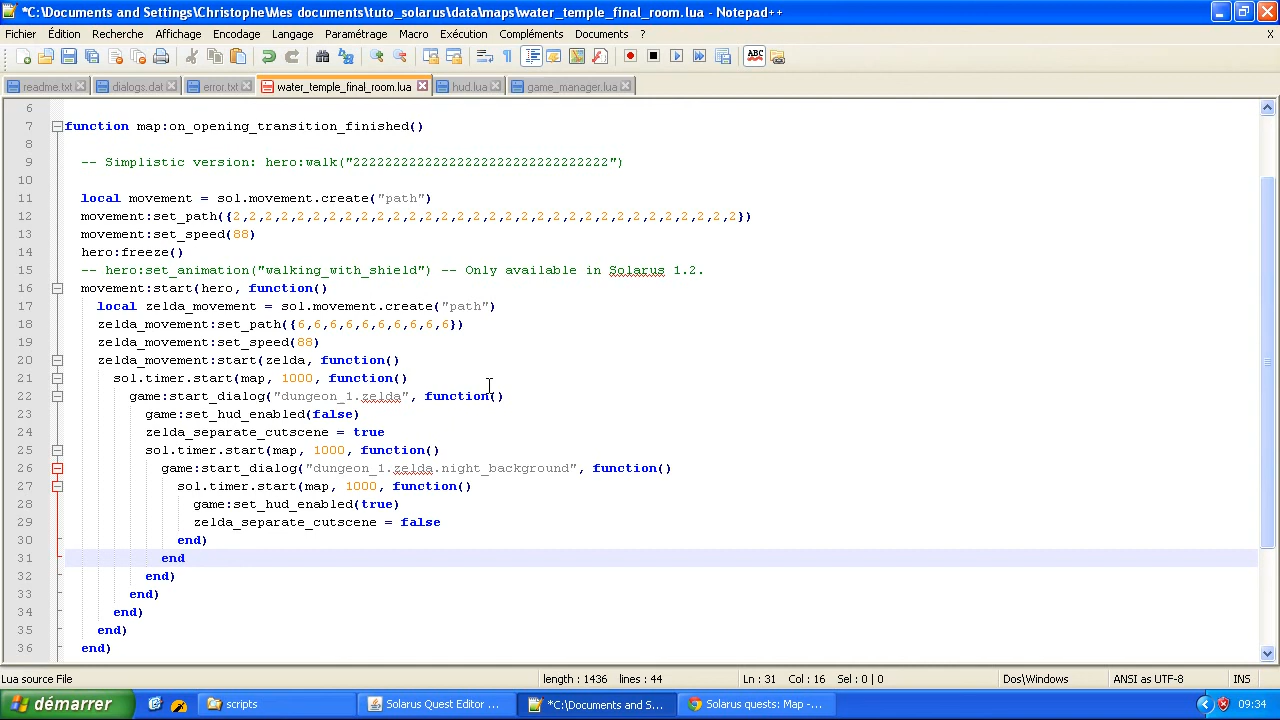 *C:\Documents and Settings\Christophe\Mes documents\tuto_solarus\data\maps\water_temple_final_room.lua - Notepad++
Fichier Édition Recherche Affichage Encodage Langage Paramétrage Macro Exécution Compléments Documents ? X
ABC
readme.txt dialogs.dat error.txt water_temple_final_room.lua hud.lua game_manager.lua
6
7 function map:on_opening_transition_finished()
8
9 -- Simplistic version: hero:walk("22222222222222222222222222222222")
10
11 local movement = sol.movement.create("path")
12 movement:set_path({2,2,2,2,2,2,2,2,2,2,2,2,2,2,2,2,2,2,2,2,2,2,2,2,2,2,2,2,2,2,2,2})
13 movement:set_speed(88)
14 hero:freeze()
15 -- hero:set_animation("walking_with_shield") -- Only available in Solarus 1.2.
16 movement:start(hero, function()
17 local zelda_movement = sol.movement.create("path")
18 zelda_movement:set_path({6,6,6,6,6,6,6,6,6,6})
19 zelda_movement:set_speed(88)
20 zelda_movement:start(zelda, function()
21 sol.timer.start(map, 1000, function()
22 game:start_dialog("dungeon_1.zelda", function()
23 game:set_hud_enabled(false)
24 zelda_separate_cutscene = true
25 sol.timer.start(map, 1000, function()
26 game:start_dialog("dungeon_1.zelda.night_background", function()
27 sol.timer.start(map, 1000, function()
28 game:set_hud_enabled(true)
29 zelda_separate_cutscene = false
30 end)
31 end
32 end)
33 end)
34 end)
35 end)
36 end)
Lua source File length : 1436 lines : 44 Ln : 31 Col : 16 Sel : 0 | 0 Dos\Windows ANSI as UTF-8 INS
démarrer scripts Solarus Quest Editor ... *C:\Documents and S... Solarus quests: Map -... 09:34